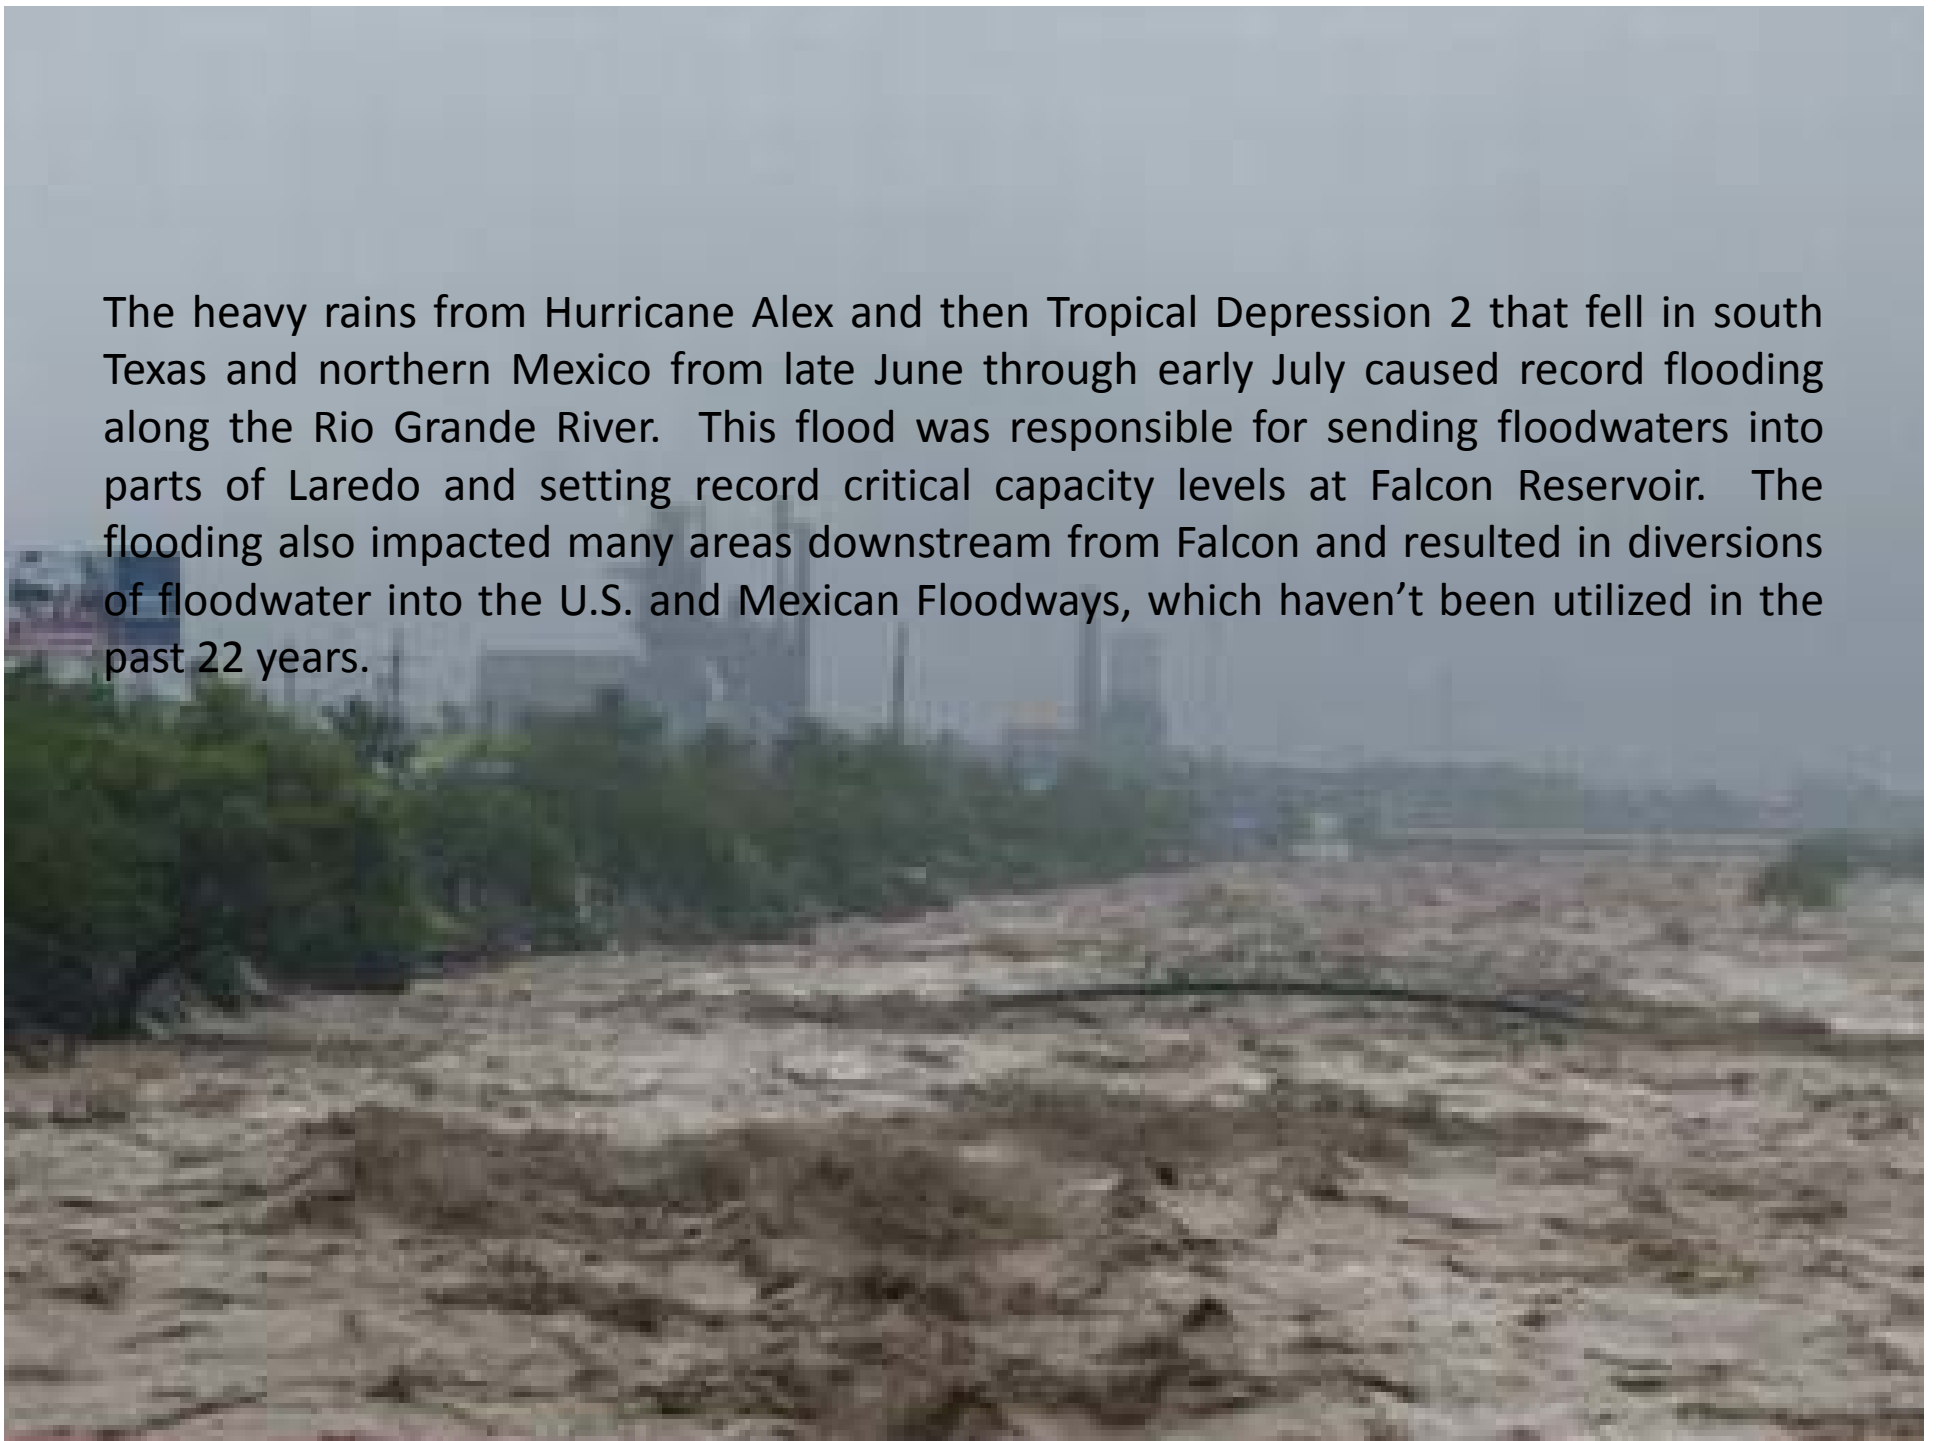 The heavy rains from Hurricane Alex and then Tropical Depression 2 that fell in south
Texas and northern Mexico from late June through early July caused record flooding
along the Rio Grande River.  This flood was responsible for sending floodwaters into
parts of Laredo and setting record critical capacity levels at Falcon Reservoir.  The
flooding also impacted many areas downstream from Falcon and resulted in diversions
of floodwater into the U.S. and Mexican Floodways, which haven’t been utilized in the
past 22 years.